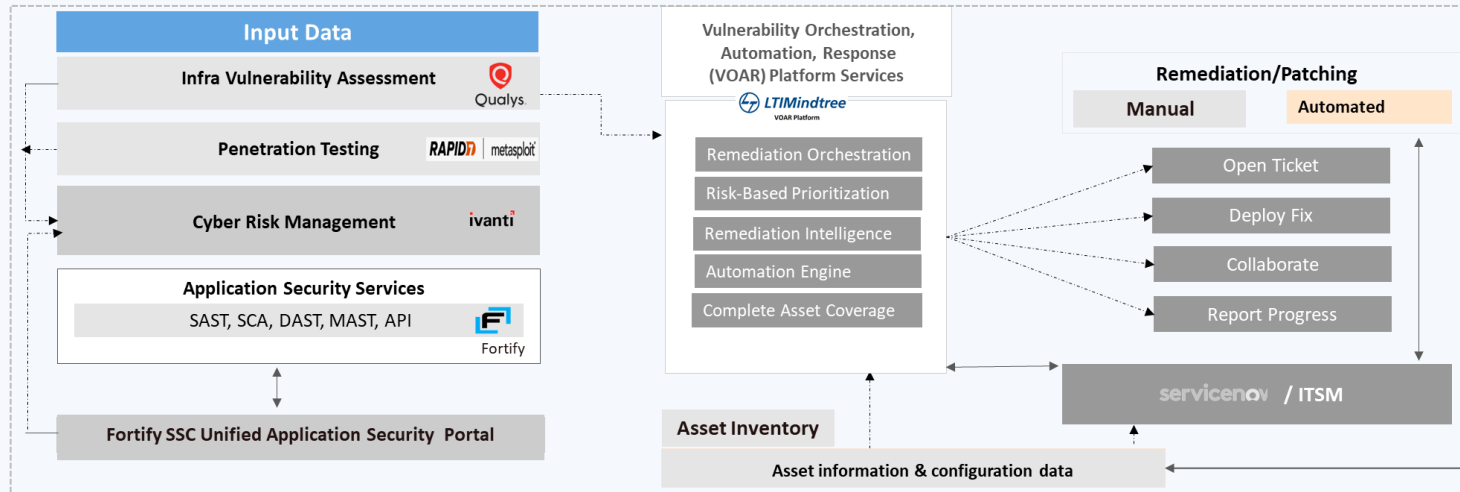 Input Data
Infra Vulnerability Assessment
Qualys.
Penetration Testing
RAPID7 | metasploit
Cyber Risk Management
ivanti
Application Security Services
SAST, SCA, DAST, MAST, API
F
Fortify
Fortify SSC Unified Application Security Portal
Vulnerability Orchestration,
Automation, Response
(VOAR) Platform Services
LTIMindtree
VOAR Platform
Remediation Orchestration
Risk-Based Prioritization
Remediation Intelligence
Automation Engine
Complete Asset Coverage
Asset Inventory
Asset information & configuration data
Remediation/Patching
Manual
Automated
Open Ticket
Deploy Fix
Collaborate
Report Progress
servicenow / ITSM